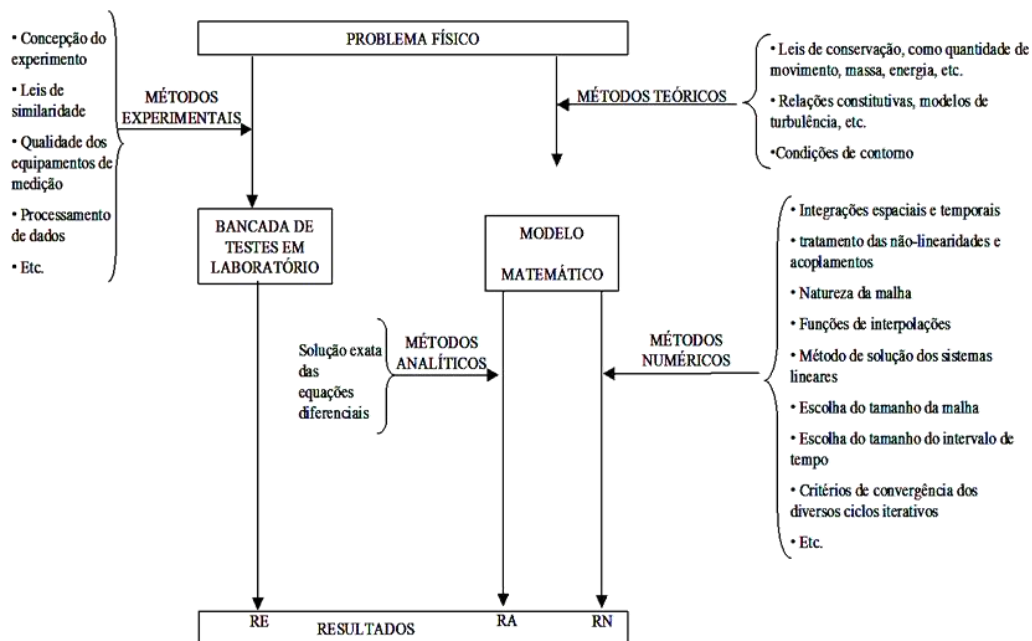 PROBLEMA FÍSICO
• Concepção do
experimento
• Leis de
similaridade
• Qualidade dos
equipamentos de
medição
• Processamento
de dados
• Etc.
MÉTODOS
EXPERIMENTAIS
MÉTODOS TEÓRICOS
• Leis de conservação, como quantidade de
movimento, massa, energia, etc.
• Relações constitutivas, modelos de
turbulência, etc.
•Condições de contorno
BANCADA DE
TESTES EM
LABORATÓRIO
MODELO
MATEMÁTICO
Solução exata
das
equações
diferenciais
MÉTODOS
ANALÍTICOS
MÉTODOS
NUMÉRICOS
• Integrações espaciais e temporais
• tratamento das não-linearidades e
acoplamentos
• Natureza da malha
• Funções de interpolações
• Método de solução dos sistemas
lineares
• Escolha do tamanho da malha
• Escolha do tamanho do intervalo de
tempo
• Critérios de convergência dos
diversos ciclos iterativos
• Etc.
RE
RA
RN
RESULTADOS